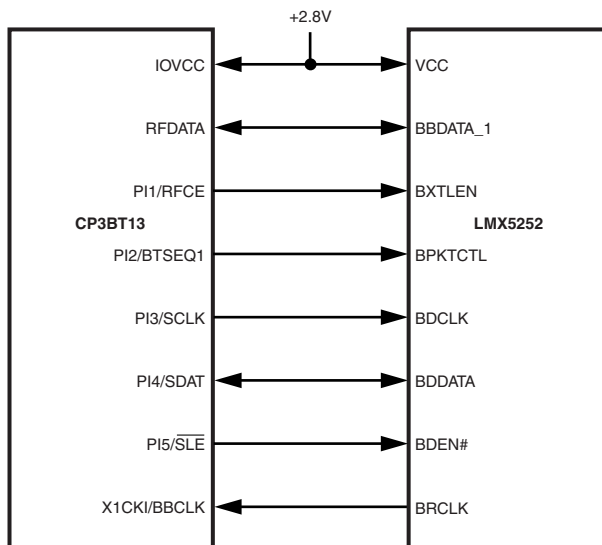 +2.8V
IOVCC VCC
RFDATA BBDATA_1
PI1/RFCE BXTLEN
CP3BT13 LMX5252
PI2/BTSEQ1 BPKTCTL
PI3/SCLK BDCLK
PI4/SDAT BDDATA
PI5/S̅L̅E̅ BDEN#
X1CKI/BBCLK BRCLK